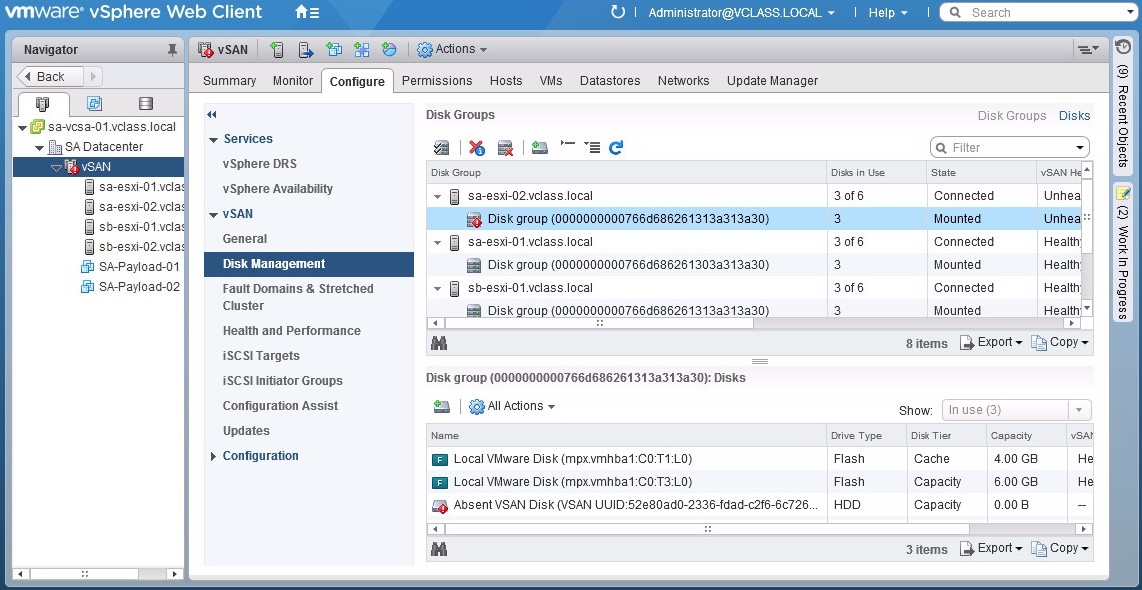 vmware vSphere Web Client
Administrator@VCLASS.LOCAL
Help
Search
Navigator
Back
sa-vcsa-01.vclass.local
SA Datacenter
vSAN
sa-esxi-01.vclas
sa-esxi-02.vclas
sb-esxi-01.vclas
sb-esxi-02.vclas
SA-Payload-01
SA-Payload-02
vSAN
Actions
Summary Monitor Configure Permissions Hosts VMs Datastores Networks Update Manager
Services
vSphere DRS
vSphere Availability
vSAN
General
Disk Management
Fault Domains & Stretched
Cluster
Health and Performance
iSCSI Targets
iSCSI Initiator Groups
Configuration Assist
Updates
Configuration
Disk Groups
Disk Groups Disks
Filter
Disk Group Disks in Use State vSAN He
sa-esxi-02.vclass.local 3 of 6 Connected Unhea
Disk group (0000000000766d686261313a313a30) 3 Mounted Unhea
sa-esxi-01.vclass.local 3 of 6 Connected Health
Disk group (0000000000766d686261303a313a30) 3 Mounted Health
sb-esxi-01.vclass.local 3 of 6 Connected Health
Disk group (0000000000766d686261313a313a30) 3 Mounted Health
8 items Export Copy
Disk group (0000000000766d686261313a313a30): Disks
All Actions
Show: In use (3)
Name Drive Type Disk Tier Capacity vSAN
Local VMware Disk (mpx.vmhba1:C0:T1:L0) Flash Cache 4.00 GB He
Local VMware Disk (mpx.vmhba1:C0:T3:L0) Flash Capacity 6.00 GB He
Absent VSAN Disk (VSAN UUID:52e80ad0-2336-fdad-c2f6-6c726... HDD Capacity 0.00 B --
3 items Export Copy
(9) Recent Objects
(2) Work In Progress